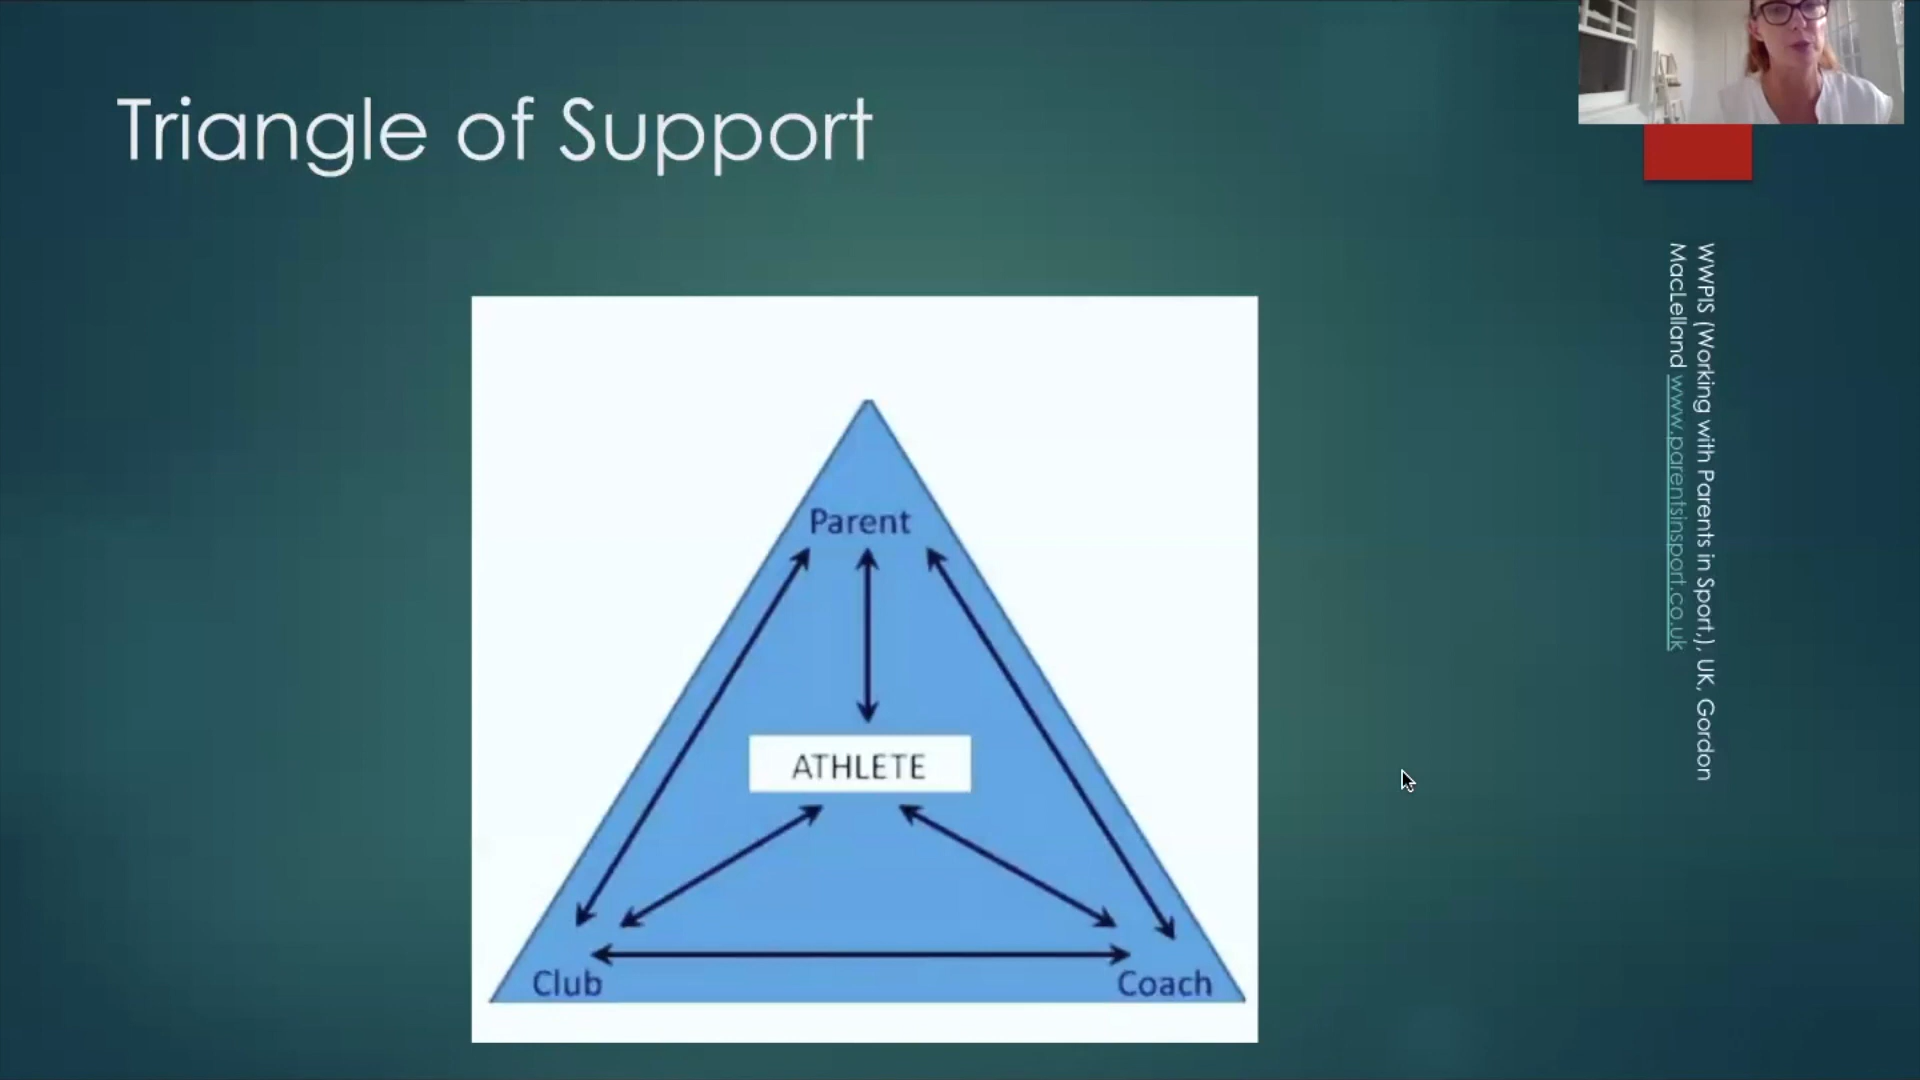 Triangle of Support
WWPIS (Working with Parents in Sport,), UK, Gordon
MacLelland www.parentsinsport.co.uk
Parent
ATHLETE
Club
Coach